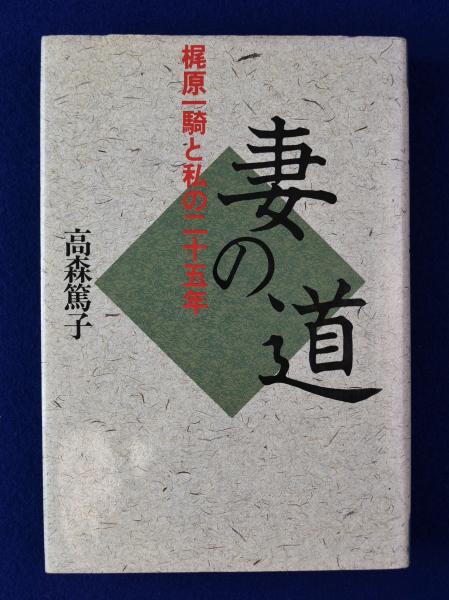 妻の道
梶原一騎と私の二十五年
高森篤子